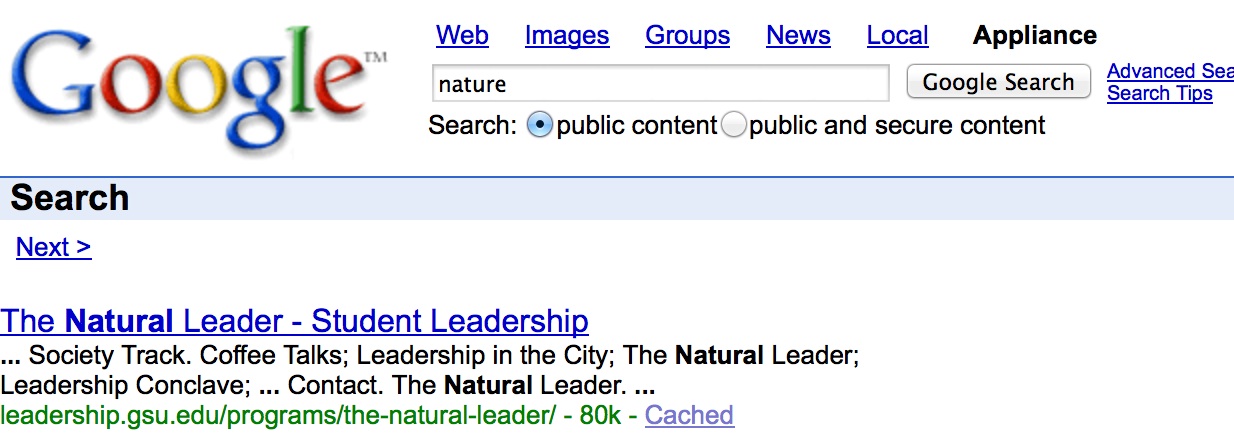 Google™
Web Images Groups News Local Appliance
nature Google Search Advanced
Search Tips
Search: public content public and secure content
Search
Next >
The Natural Leader - Student Leadership
... Society Track. Coffee Talks; Leadership in the City; The Natural Leader;
Leadership Conclave; ... Contact. The Natural Leader. ...
leadership.gsu.edu/programs/the-natural-leader/ - 80k - Cached